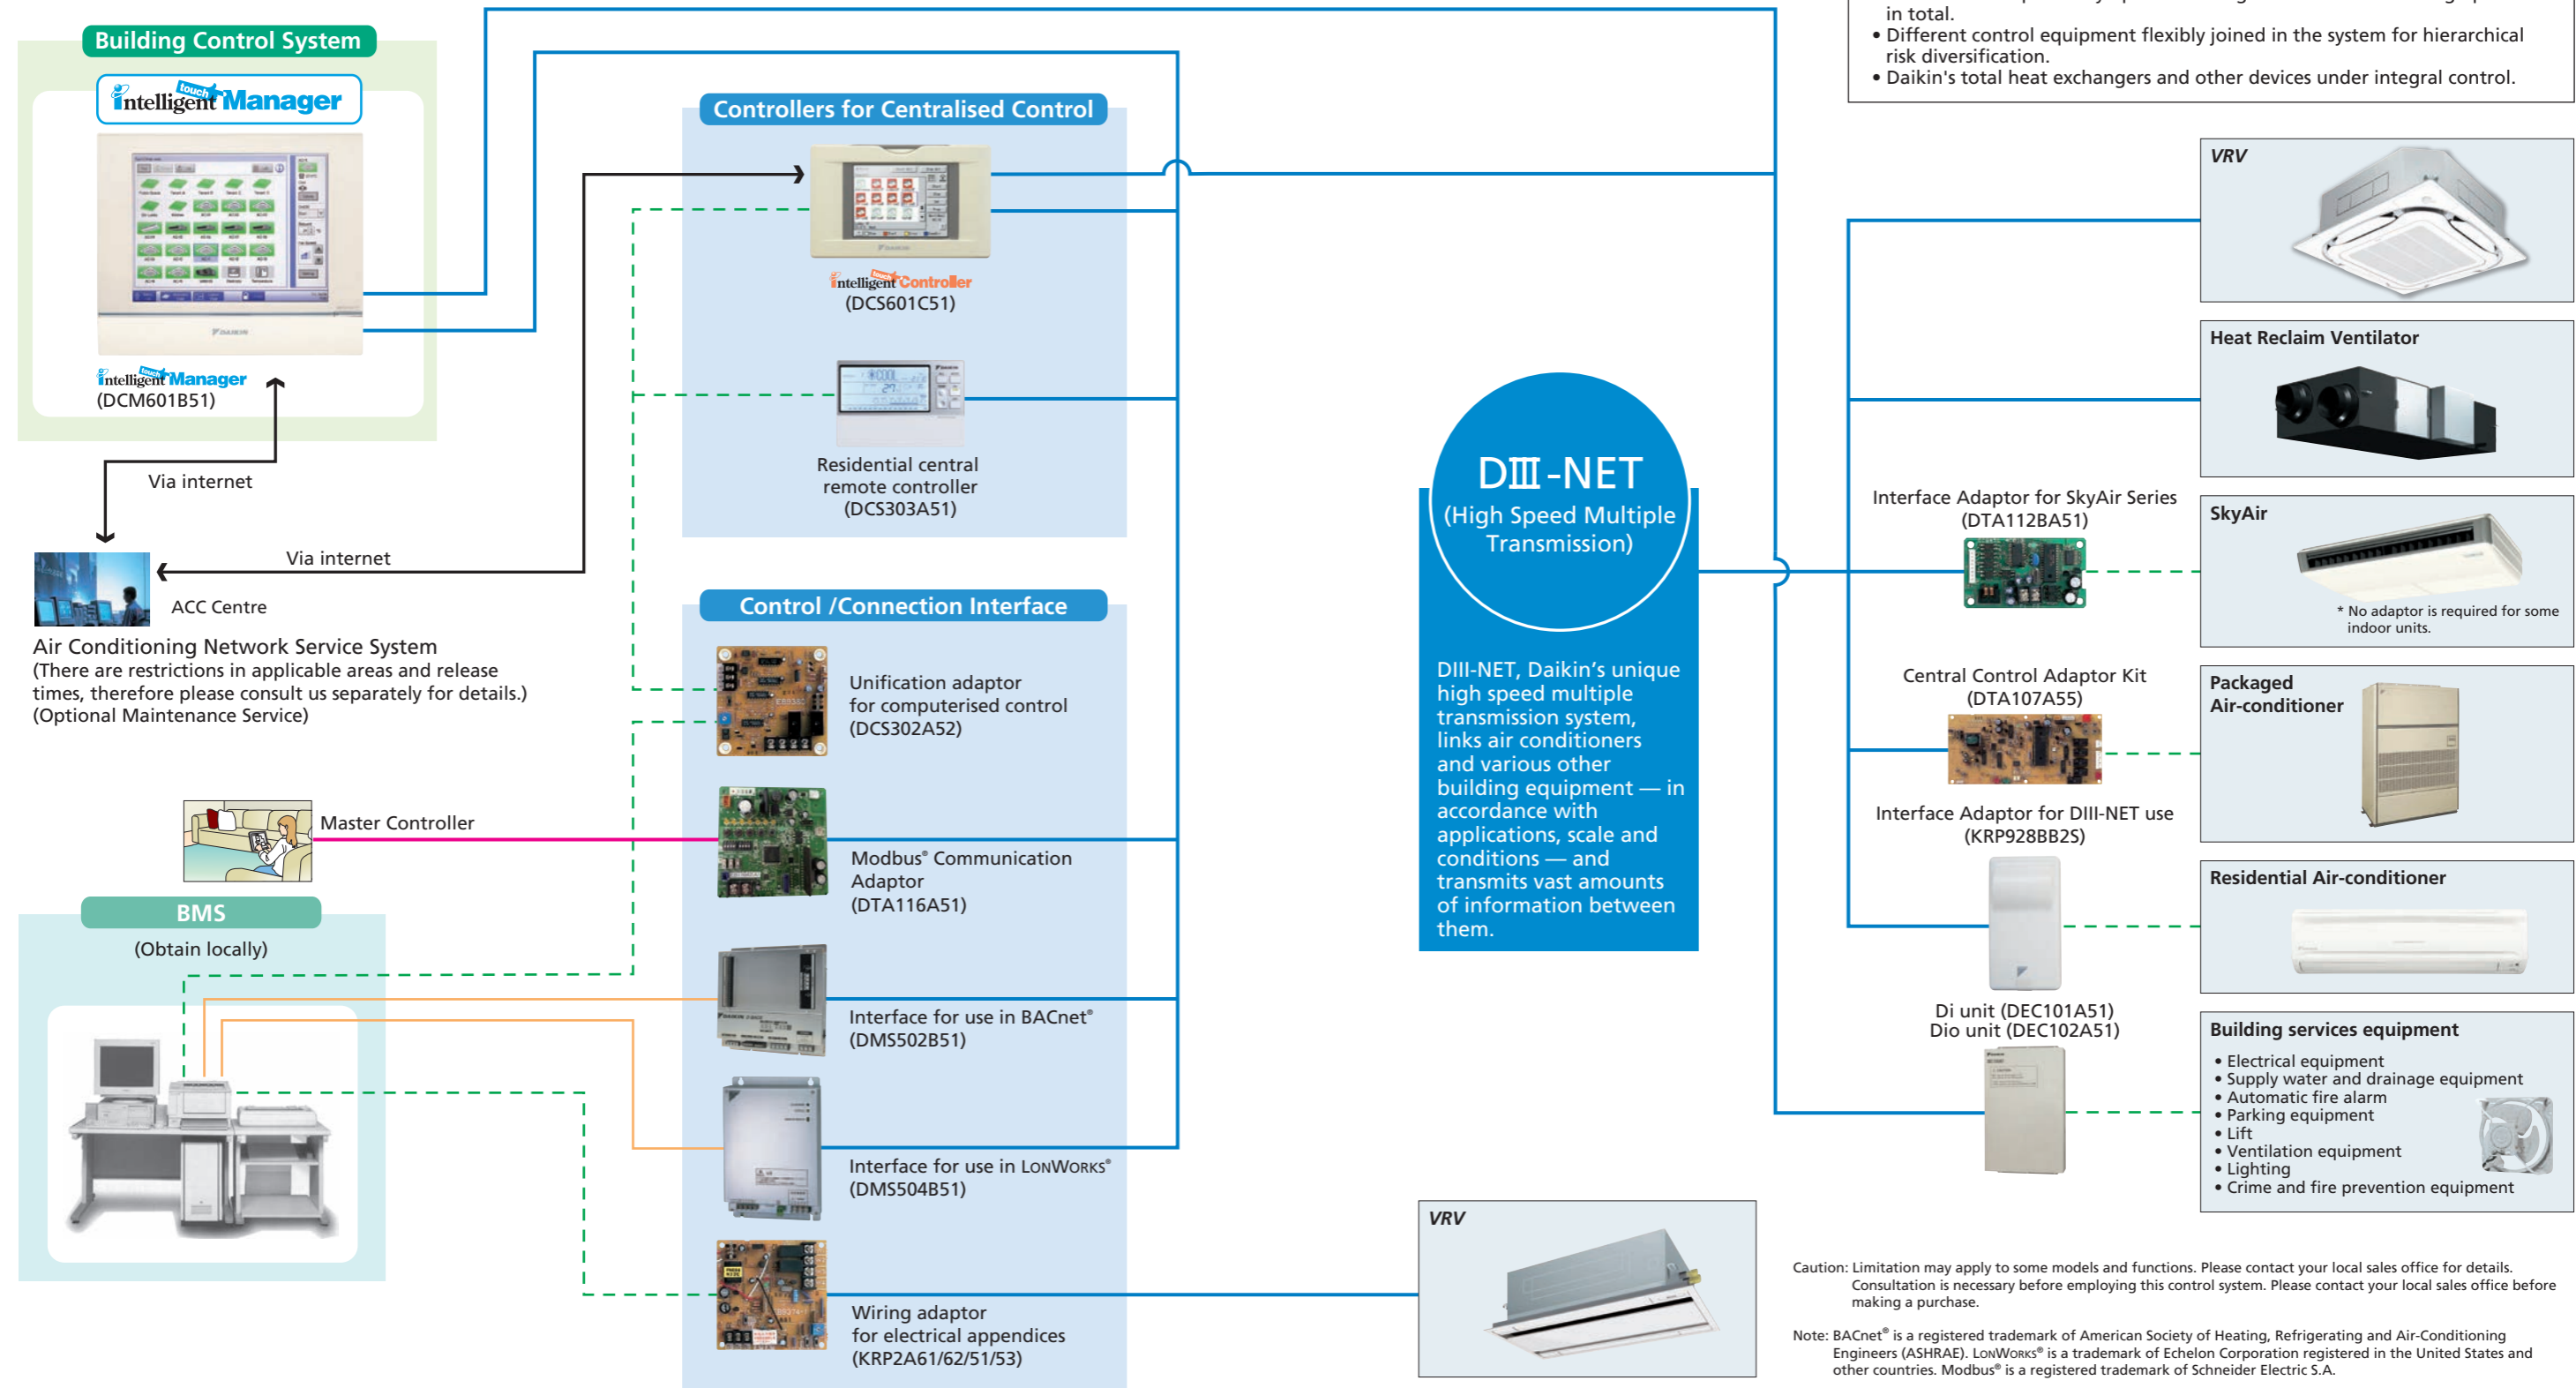 in total.
• Different control equipment flexibly joined in the system for hierarchical
risk diversification.
• Daikin's total heat exchangers and other devices under integral control.
Building Control System
intelligent touch Manager
intelligent touch Manager
(DCM601B51)
Via internet
Via internet
ACC Centre
Air Conditioning Network Service System
(There are restrictions in applicable areas and release
times, therefore please consult us separately for details.)
(Optional Maintenance Service)
Master Controller
BMS
(Obtain locally)
Controllers for Centralised Control
intelligent touch Controller
(DCS601C51)
Residential central
remote controller
(DCS303A51)
Control /Connection Interface
Unification adaptor
for computerised control
(DCS302A52)
Modbus® Communication
Adaptor
(DTA116A51)
Interface for use in BACnet®
(DMS502B51)
Interface for use in LONWORKS®
(DMS504B51)
Wiring adaptor
for electrical appendices
(KRP2A61/62/51/53)
DⅢ-NET
(High Speed Multiple
Transmission)
DIII-NET, Daikin’s unique
high speed multiple
transmission system,
links air conditioners
and various other
building equipment — in
accordance with
applications, scale and
conditions — and
transmits vast amounts
of information between
them.
VRV
VRV
Heat Reclaim Ventilator
Interface Adaptor for SkyAir Series
(DTA112BA51)
SkyAir
* No adaptor is required for some
indoor units.
Central Control Adaptor Kit
(DTA107A55)
Packaged
Air-conditioner
Interface Adaptor for DIII-NET use
(KRP928BB2S)
Residential Air-conditioner
Di unit (DEC101A51)
Dio unit (DEC102A51)
Building services equipment
• Electrical equipment
• Supply water and drainage equipment
• Automatic fire alarm
• Parking equipment
• Lift
• Ventilation equipment
• Lighting
• Crime and fire prevention equipment
Caution: Limitation may apply to some models and functions. Please contact your local sales office for details.
Consultation is necessary before employing this control system. Please contact your local sales office before
making a purchase.
Note: BACnet® is a registered trademark of American Society of Heating, Refrigerating and Air-Conditioning
Engineers (ASHRAE). LONWORKS® is a trademark of Echelon Corporation registered in the United States and
other countries. Modbus® is a registered trademark of Schneider Electric S.A.